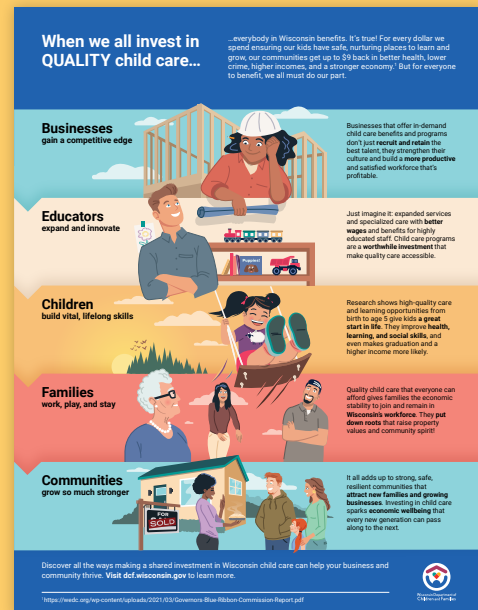 When we all invest in
QUALITY child care...
...everybody in Wisconsin benefits. It's true! For every dollar we
spend ensuring our kids have safe, nurturing places to learn and
grow, our communities get up to $9 back in better health, lower
crime, higher incomes, and a stronger economy.¹ But for everyone
to benefit, we all must do our part.
Businesses
gain a competitive edge
Businesses that offer in-demand
child care benefits and programs
don't just recruit and retain the
best talent, they strengthen their
culture and build a more productive
and satisfied workforce that's
profitable.
Educators
expand and innovate
Just imagine it: expanded services
and specialized care with better
wages and benefits for highly
educated staff. Child care programs
are a worthwhile investment that
make quality care accessible.
Puppies!
Children
build vital, lifelong skills
Research shows high-quality care
and learning opportunities from
birth to age 5 give kids a great
start in life. They improve health,
learning, and social skills, and
even makes graduation and a
higher income more likely.
Families
work, play, and stay
Quality child care that everyone can
afford gives families the economic
stability to join and remain in
Wisconsin's workforce. They put
down roots that raise property
values and community spirit!
Communities
grow so much stronger
It all adds up to strong, safe,
resilient communities that
attract new families and growing
businesses. Investing in child care
sparks economic wellbeing that
every new generation can pass
along to the next.
FOR
SOLD
Discover all the ways making a shared investment in Wisconsin child care can help your business and
community thrive. Visit dcf.wisconsin.gov to learn more.
Wisconsin Department of
Children and Families
¹https://wedc.org/wp-content/uploads/2021/03/Governors-Blue-Ribbon-Commission-Report.pdf